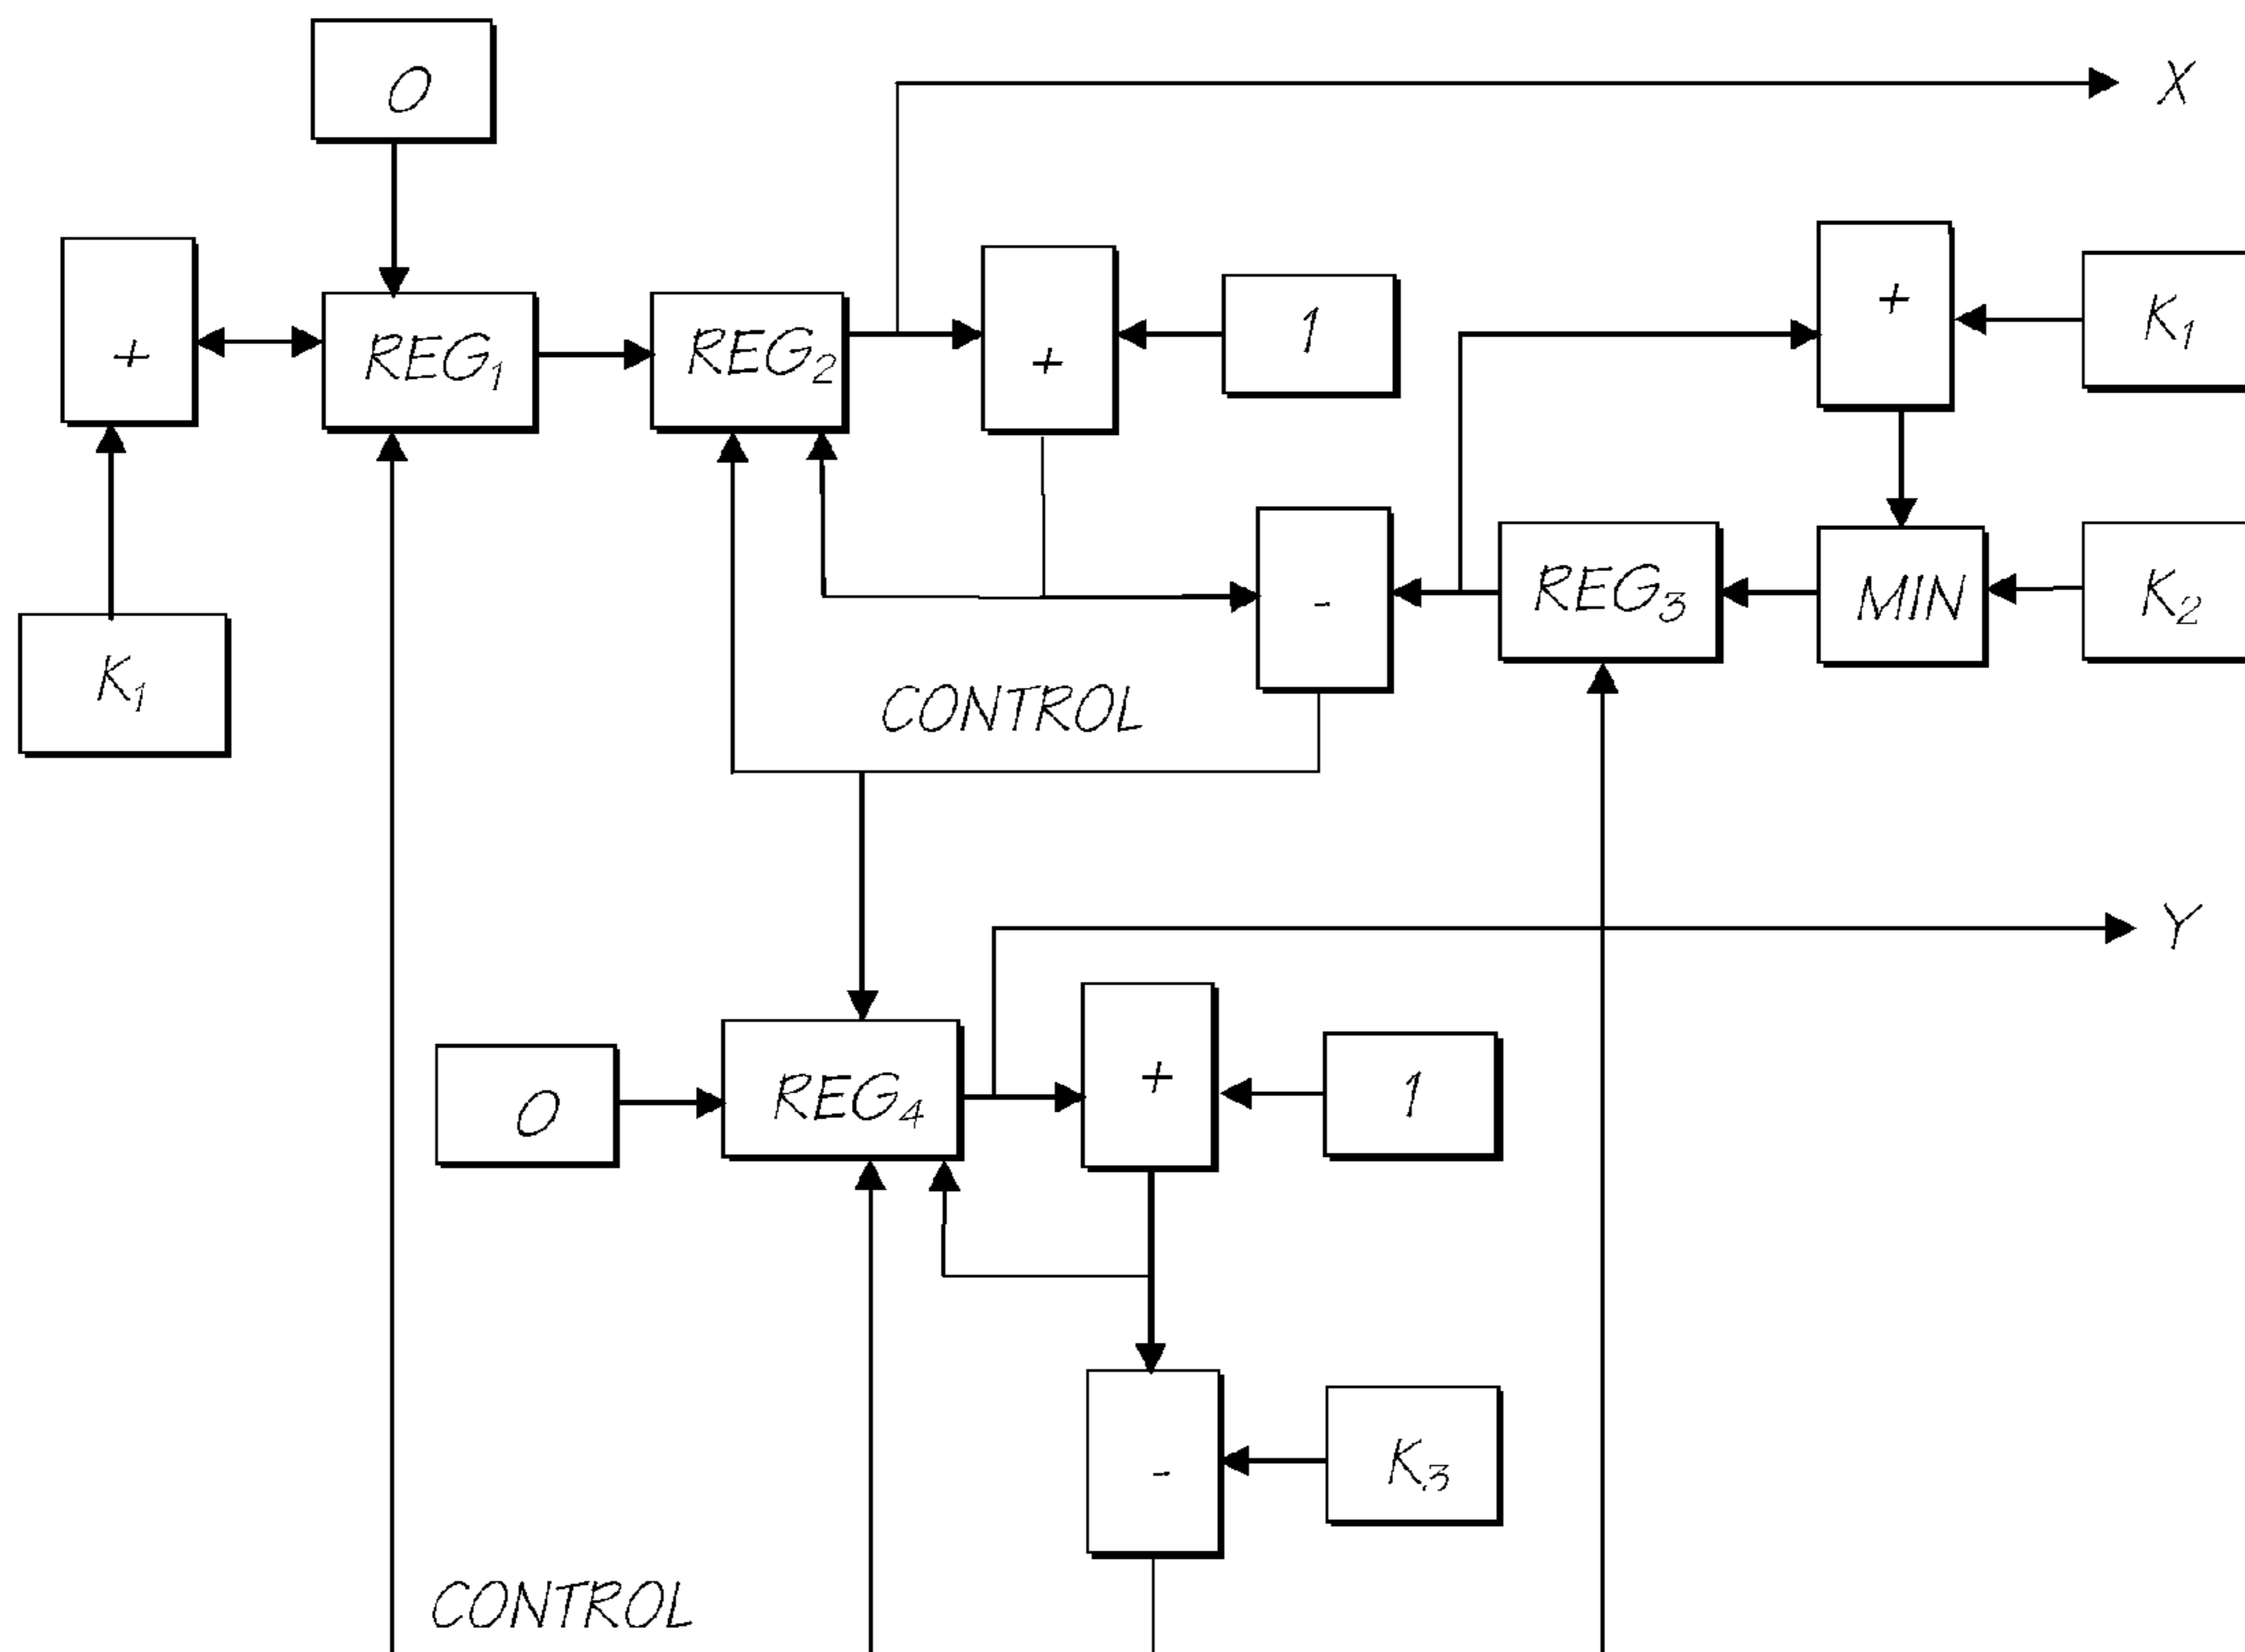 0
X
+
REG1
REG2
+
1
+
K1
-
REG3
MIN
K2
K1
CONTROL
Y
0
REG4
+
1
-
K3
CONTROL